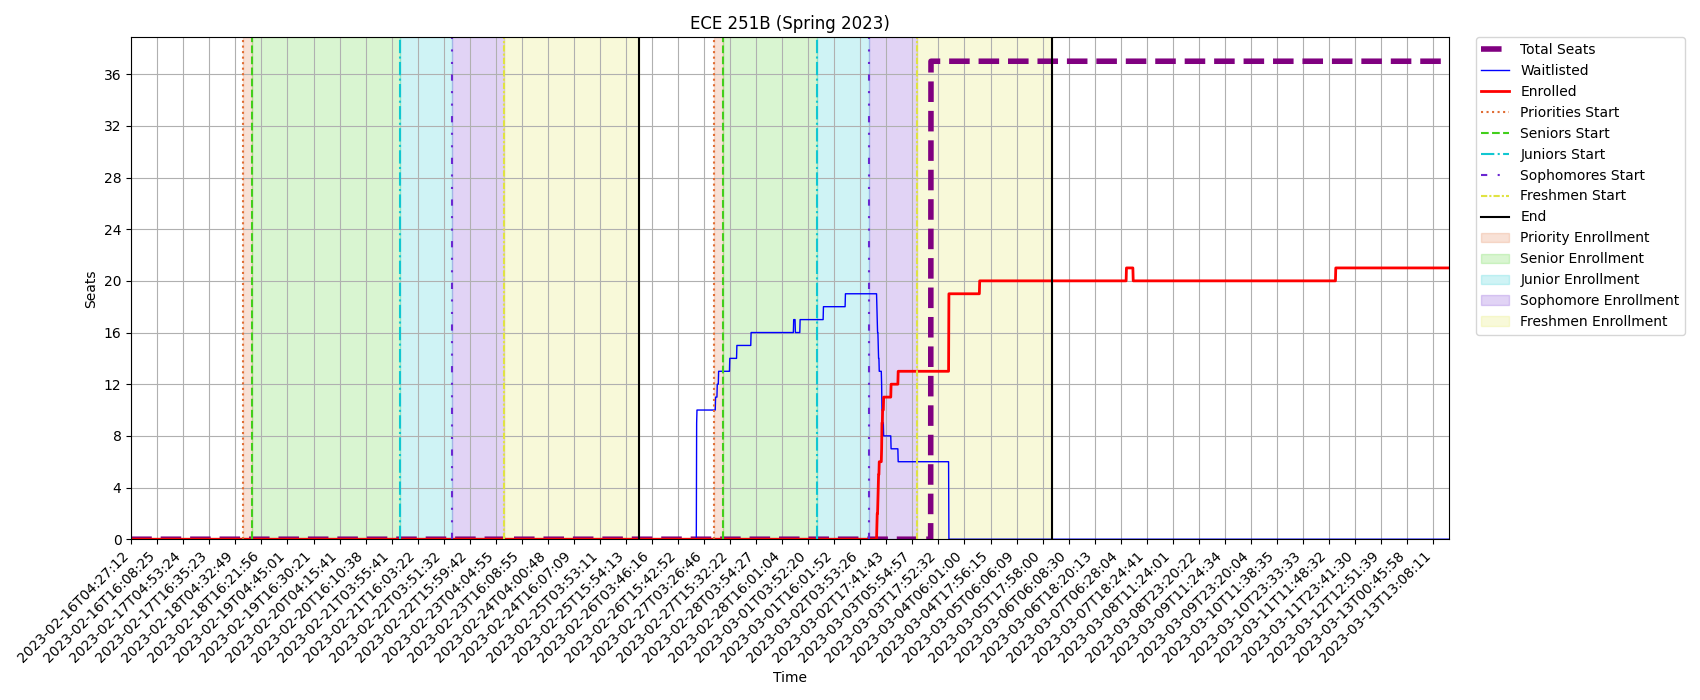 ECE 251B (Spring 2023)
Seats
36
32
28
24
20
16
12
8
4
0
2023-02-16T04:27:12
2023-02-16T16:08:25
2023-02-17T04:53:24
2023-02-17T16:35:23
2023-02-18T04:32:49
2023-02-18T16:21:56
2023-02-19T04:45:01
2023-02-19T16:30:21
2023-02-20T04:15:41
2023-02-20T16:10:38
2023-02-21T03:55:41
2023-02-21T16:03:22
2023-02-22T03:51:32
2023-02-22T15:59:42
2023-02-23T04:04:55
2023-02-23T16:08:55
2023-02-24T04:00:48
2023-02-24T16:07:09
2023-02-25T03:53:11
2023-02-25T15:54:13
2023-02-26T03:46:16
2023-02-26T15:42:52
2023-02-27T03:26:46
2023-02-27T15:32:22
2023-02-28T03:54:27
2023-02-28T16:01:04
2023-03-01T03:52:20
2023-03-01T16:01:52
2023-03-02T03:53:26
2023-03-02T17:41:43
2023-03-03T05:54:57
2023-03-03T17:52:32
2023-03-04T06:01:00
2023-03-04T17:56:15
2023-03-05T06:06:09
2023-03-05T17:58:00
2023-03-06T06:08:30
2023-03-06T18:20:13
2023-03-07T06:28:04
2023-03-07T18:24:41
2023-03-08T11:24:01
2023-03-08T23:20:22
2023-03-09T11:24:34
2023-03-09T23:20:04
2023-03-10T11:38:35
2023-03-10T23:33:33
2023-03-11T11:48:32
2023-03-11T23:41:30
2023-03-12T12:51:39
2023-03-13T00:45:58
2023-03-13T13:08:11
Time
Total Seats
Waitlisted
Enrolled
Priorities Start
Seniors Start
Juniors Start
Sophomores Start
Freshmen Start
End
Priority Enrollment
Senior Enrollment
Junior Enrollment
Sophomore Enrollment
Freshmen Enrollment